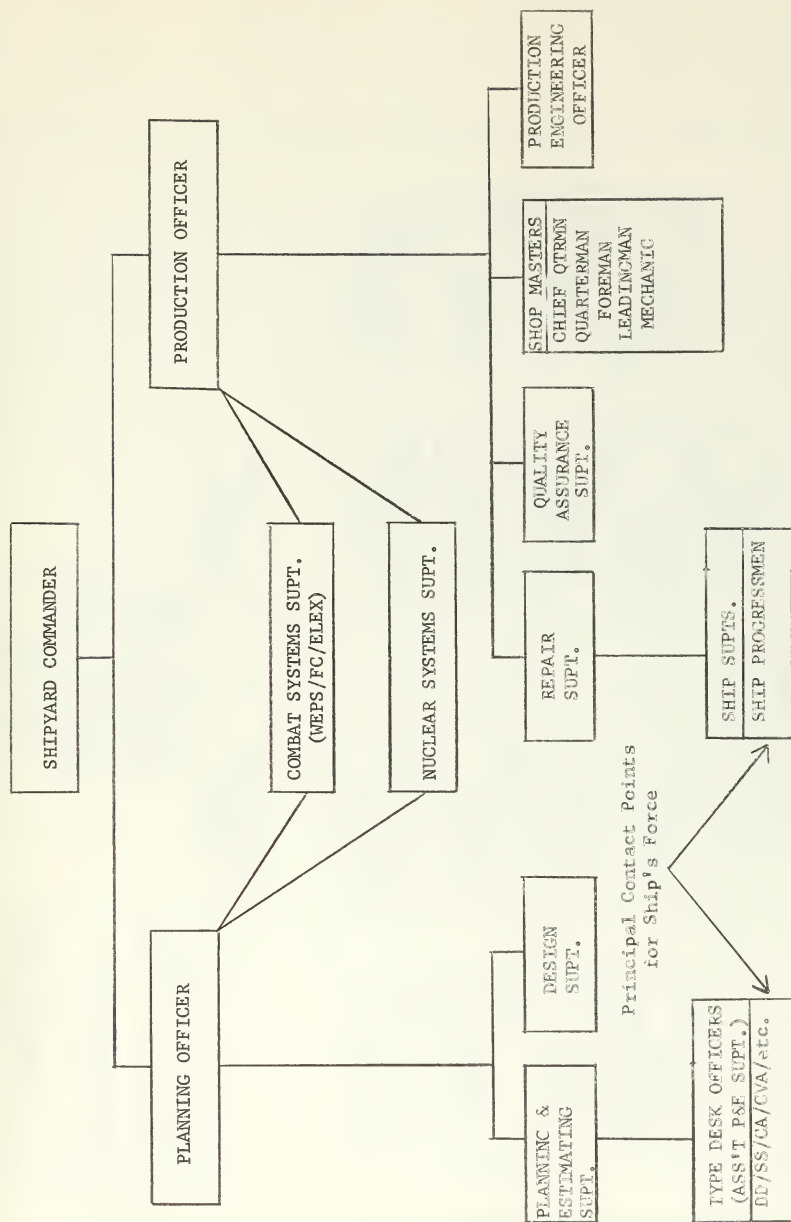 SHIPYARD COMMANDER
PLANNING OFFICER
PRODUCTION OFFICER
COMBAT SYSTEMS SUPT.
(WEPS/FC/ELEX)
NUCLEAR SYSTEMS SUPT.
PLANNINC &
ESTIMATING
SUPT.
DESIGN
SUPT.
REPAIR
SUPT.
QUALITY
ASSURANCE
SUPT.
SHOP MASTERS
CHIEF QTRMN
QUARTERMAN
FOREMAN
LEADINGMAN
MECHANIC
PRODUCTION
ENGINEERING
OFFICER
Principal Contact Points
for Ship's Force
TYPE DESK OFFICERS
(ASS'T P&E SUPT.)
DD/SS/CA/CVA/etc.
SHIP SUPTS.
SHIP PROGRESSMEN